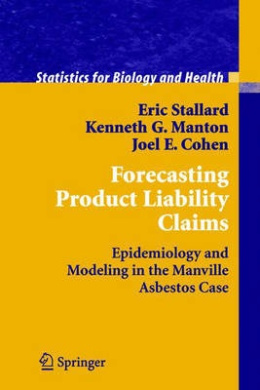 Statistics for Biology and Health
Eric Stallard
Kenneth G. Manton
Joel E. Cohen
Forecasting
Product Liability
Claims
Epidemiology and
Modeling in the Manville
Asbestos Case
Springer